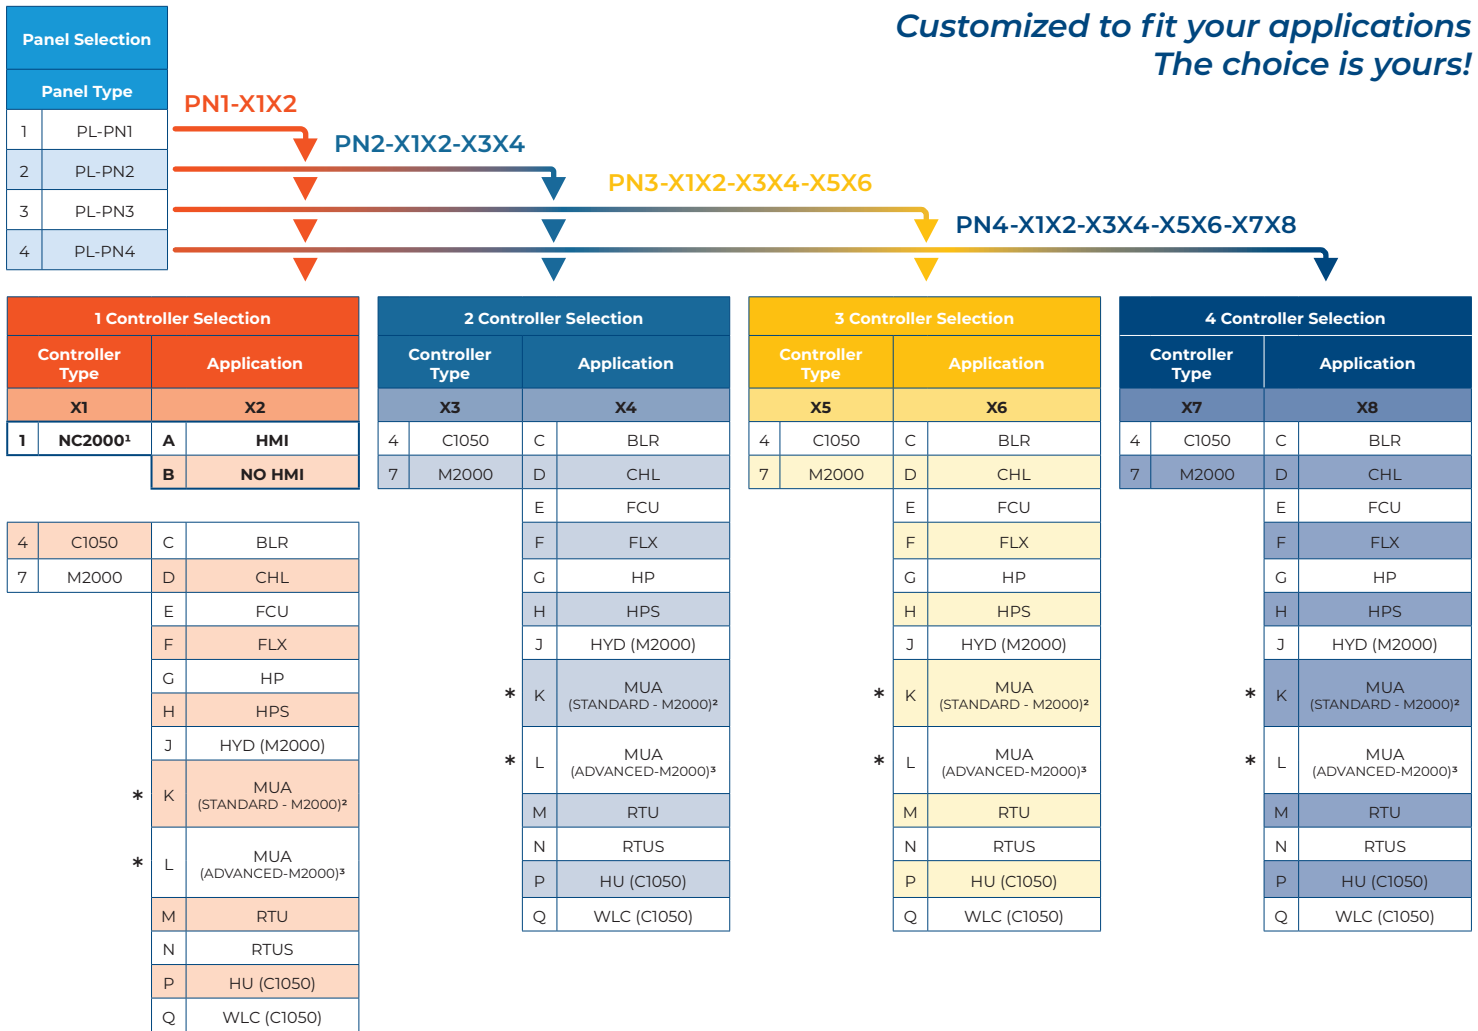 Customized to fit your applications
The choice is yours!
Panel Selection
Panel Type
1 PL-PN1
2 PL-PN2
3 PL-PN3
4 PL-PN4
PN1-X1X2
PN2-X1X2-X3X4
PN3-X1X2-X3X4-X5X6
PN4-X1X2-X3X4-X5X6-X7X8
1 Controller Selection
Controller
Type
Application
X1 X2
1 NC2000¹ A HMI
B NO HMI
4 C1050 C BLR
7 M2000 D CHL
E FCU
F FLX
G HP
H HPS
J HYD (M2000)
* K MUA
(STANDARD - M2000)²
* L MUA
(ADVANCED-M2000)³
M RTU
N RTUS
P HU (C1050)
Q WLC (C1050)
2 Controller Selection
Controller
Type
Application
X3 X4
4 C1050 C BLR
7 M2000 D CHL
E FCU
F FLX
G HP
H HPS
J HYD (M2000)
* K MUA
(STANDARD - M2000)²
* L MUA
(ADVANCED-M2000)³
M RTU
N RTUS
P HU (C1050)
Q WLC (C1050)
3 Controller Selection
Controller
Type
Application
X5 X6
4 C1050 C BLR
7 M2000 D CHL
E FCU
F FLX
G HP
H HPS
J HYD (M2000)
* K MUA
(STANDARD - M2000)²
* L MUA
(ADVANCED-M2000)³
M RTU
N RTUS
P HU (C1050)
Q WLC (C1050)
4 Controller Selection
Controller
Type
Application
X7 X8
4 C1050 C BLR
7 M2000 D CHL
E FCU
F FLX
G HP
H HPS
J HYD (M2000)
* K MUA
(STANDARD - M2000)²
* L MUA
(ADVANCED-M2000)³
M RTU
N RTUS
P HU (C1050)
Q WLC (C1050)